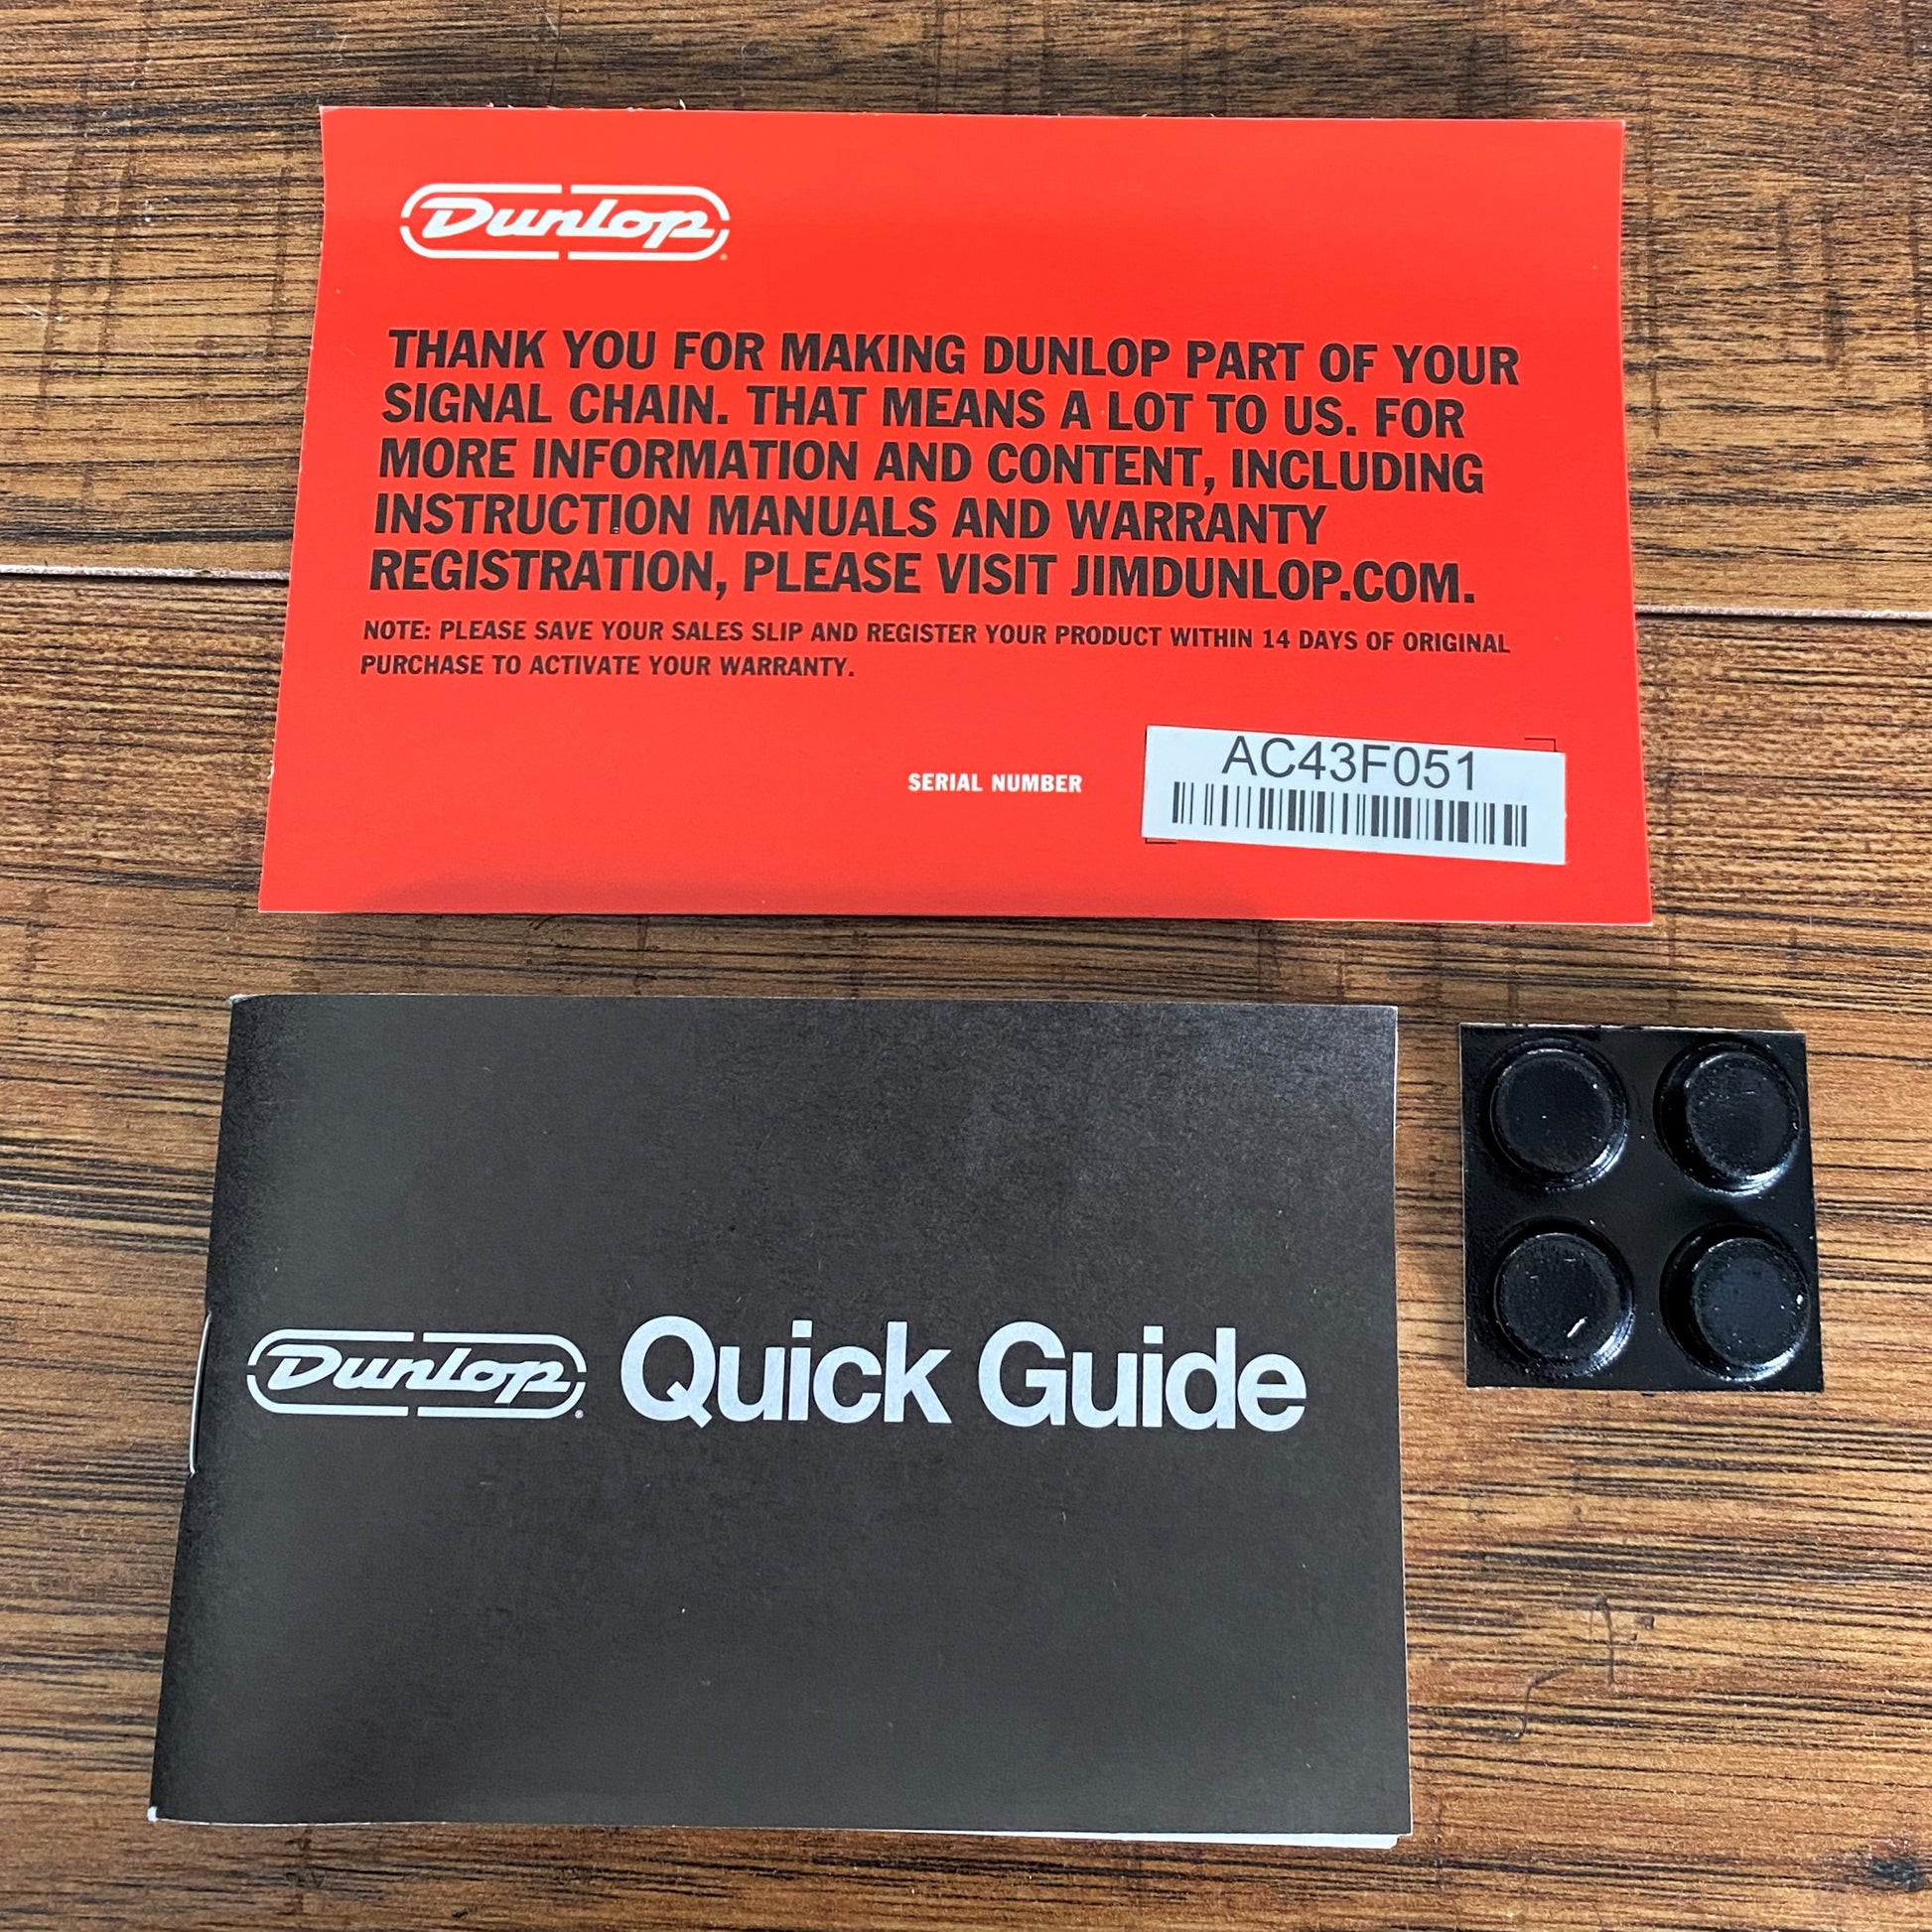 Dunlop
THANK YOU FOR MAKING DUNLOP PART OF YOUR
SIGNAL CHAIN. THAT MEANS A LOT TO US. FOR
MORE INFORMATION AND CONTENT, INCLUDING
INSTRUCTION MANUALS AND WARRANTY
REGISTRATION, PLEASE VISIT JIMDUNLOP.COM.
NOTE: PLEASE SAVE YOUR SALES SLIP AND REGISTER YOUR PRODUCT WITHIN 14 DAYS OF ORIGINAL
PURCHASE TO ACTIVATE YOUR WARRANTY.
SERIAL NUMBER AC43F051
Dunlop® Quick Guide